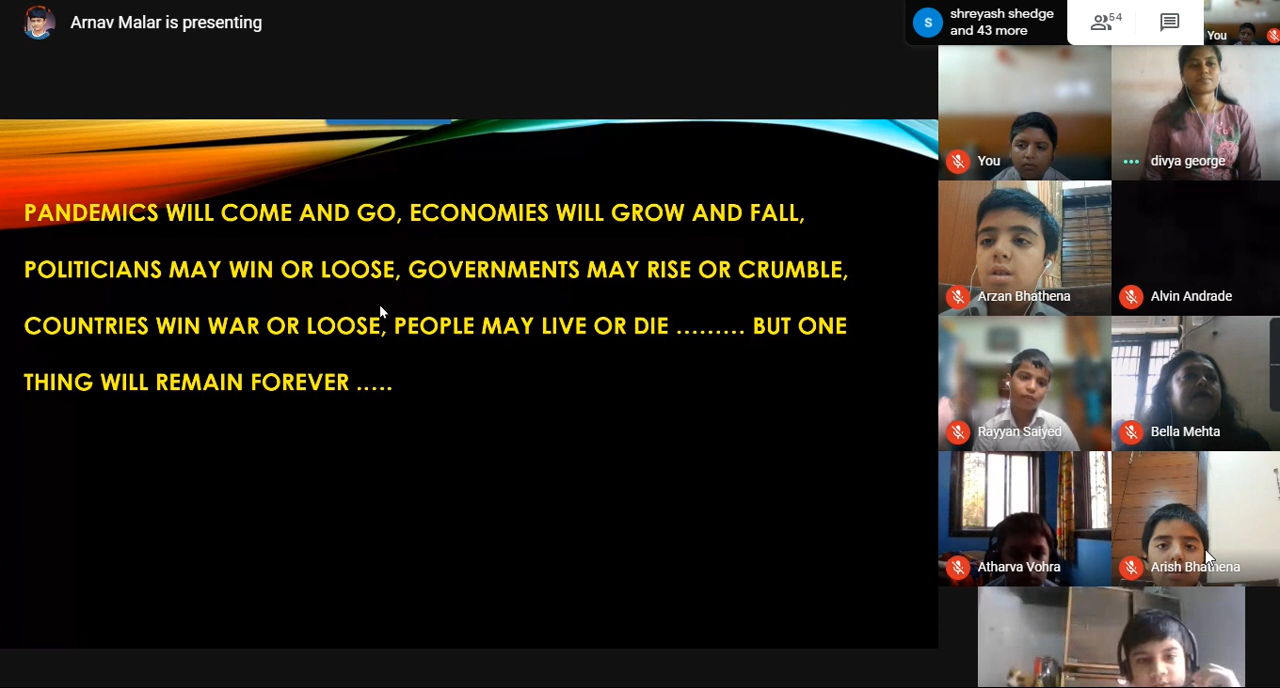 Arnav Malar is presenting
S
shreyash shedge
and 43 more
54
You
You
divya george
PANDEMICS WILL COME AND GO, ECONOMIES WILL GROW AND FALL,
POLITICIANS MAY WIN OR LOOSE, GOVERNMENTS MAY RISE OR CRUMBLE,
COUNTRIES WIN WAR OR LOOSE, PEOPLE MAY LIVE OR DIE ......... BUT ONE
THING WILL REMAIN FOREVER .....
Arzan Bhathena
Alvin Andrade
Rayyan Saiyed
Bella Mehta
Atharva Vohra
Arish Bhathena